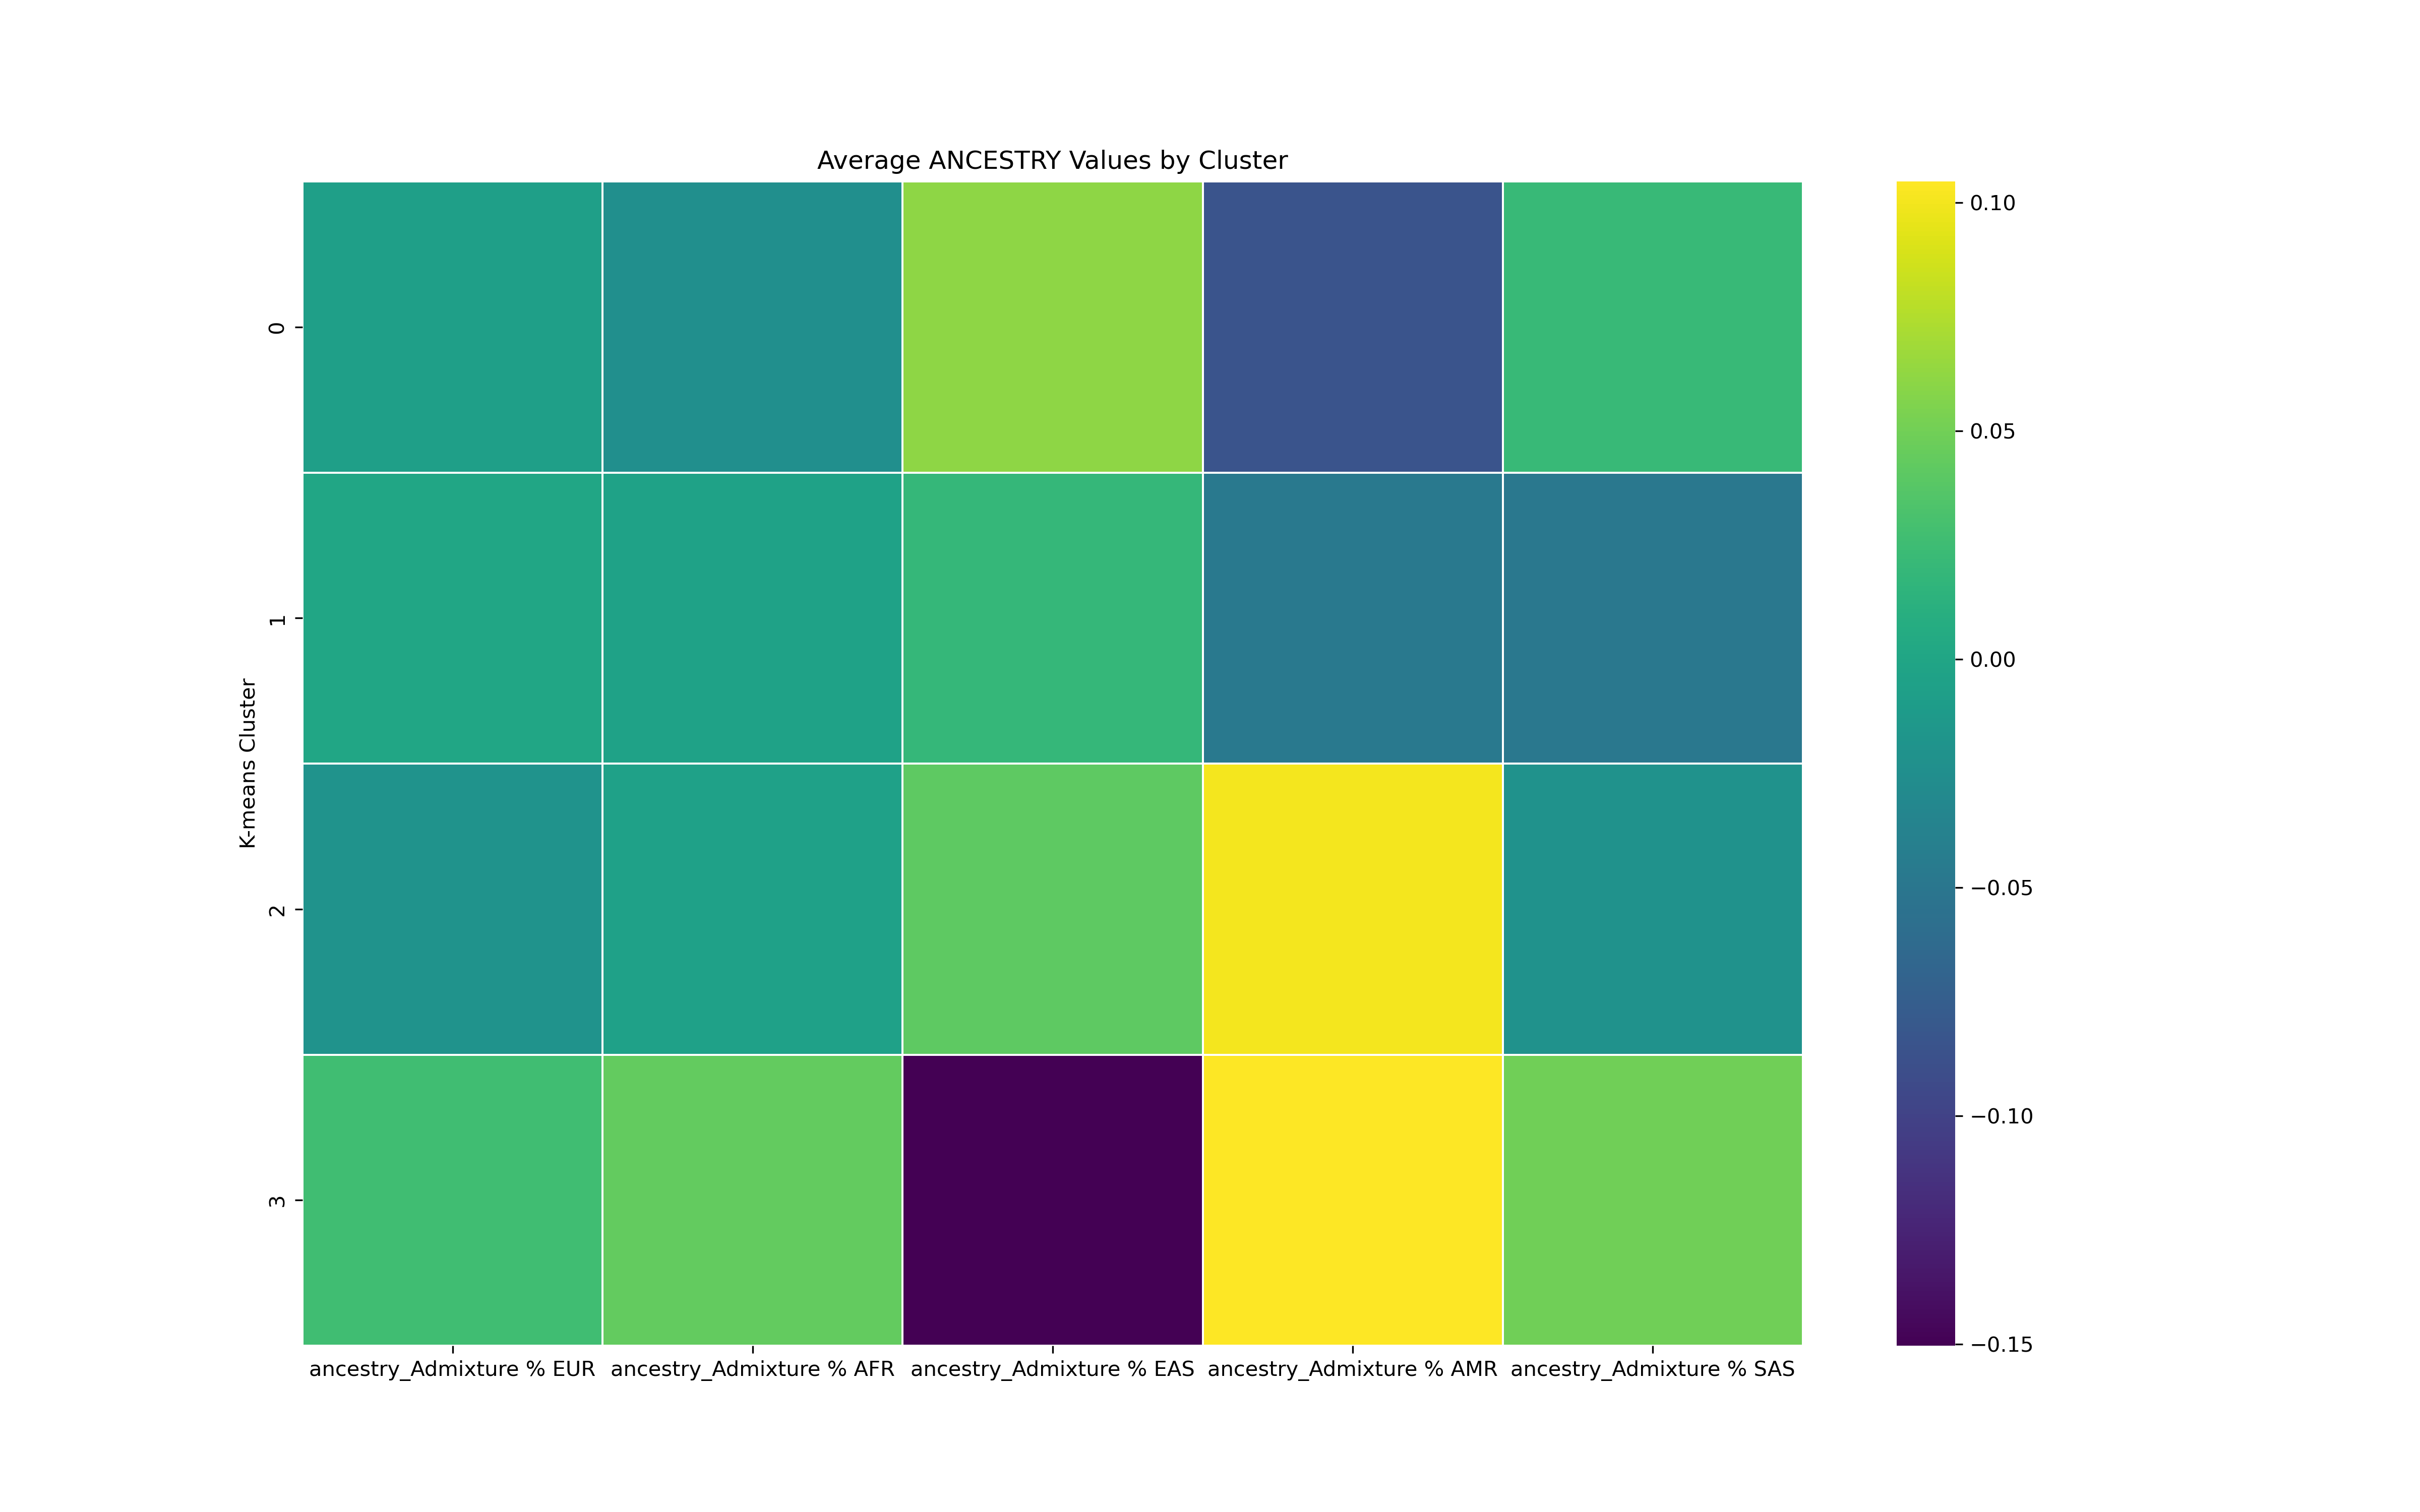 Average ANCESTRY Values by Cluster
K-means Cluster
0
1
2
3
ancestry_Admixture % EUR
ancestry_Admixture % AFR
ancestry_Admixture % EAS
ancestry_Admixture % AMR
ancestry_Admixture % SAS
0.10
0.05
0.00
−0.05
−0.10
−0.15